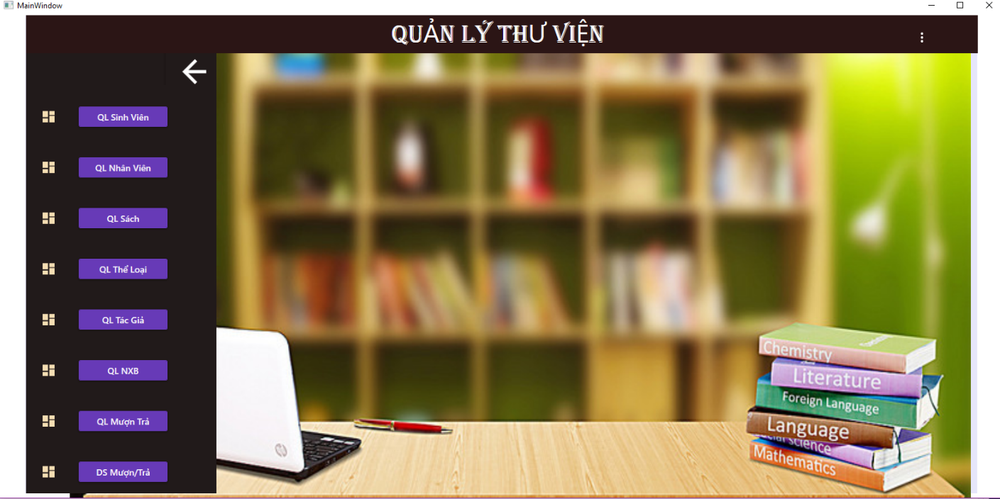 MainWindow
QUẢN LÝ THƯ VIỆN
QL Sinh Viên
QL Nhân Viên
QL Sách
QL Thể Loại
QL Tác Giả
QL NXB
QL Mượn Trả
DS Mượn/Trả
Chemistry
Literature
Foreign Language
Language
Social Science
Mathematics
hp